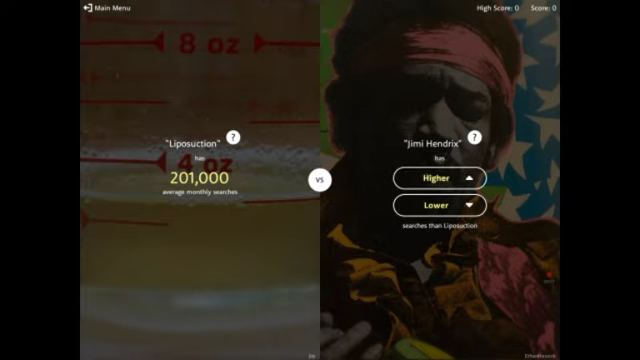 Main Menu
High Score: 0 Score: 0
8 oz
4 oz
"Liposuction" ?
has
201,000
average monthly searches
VS
"Jimi Hendrix" ?
has
Higher
Lower
searches than Liposuction